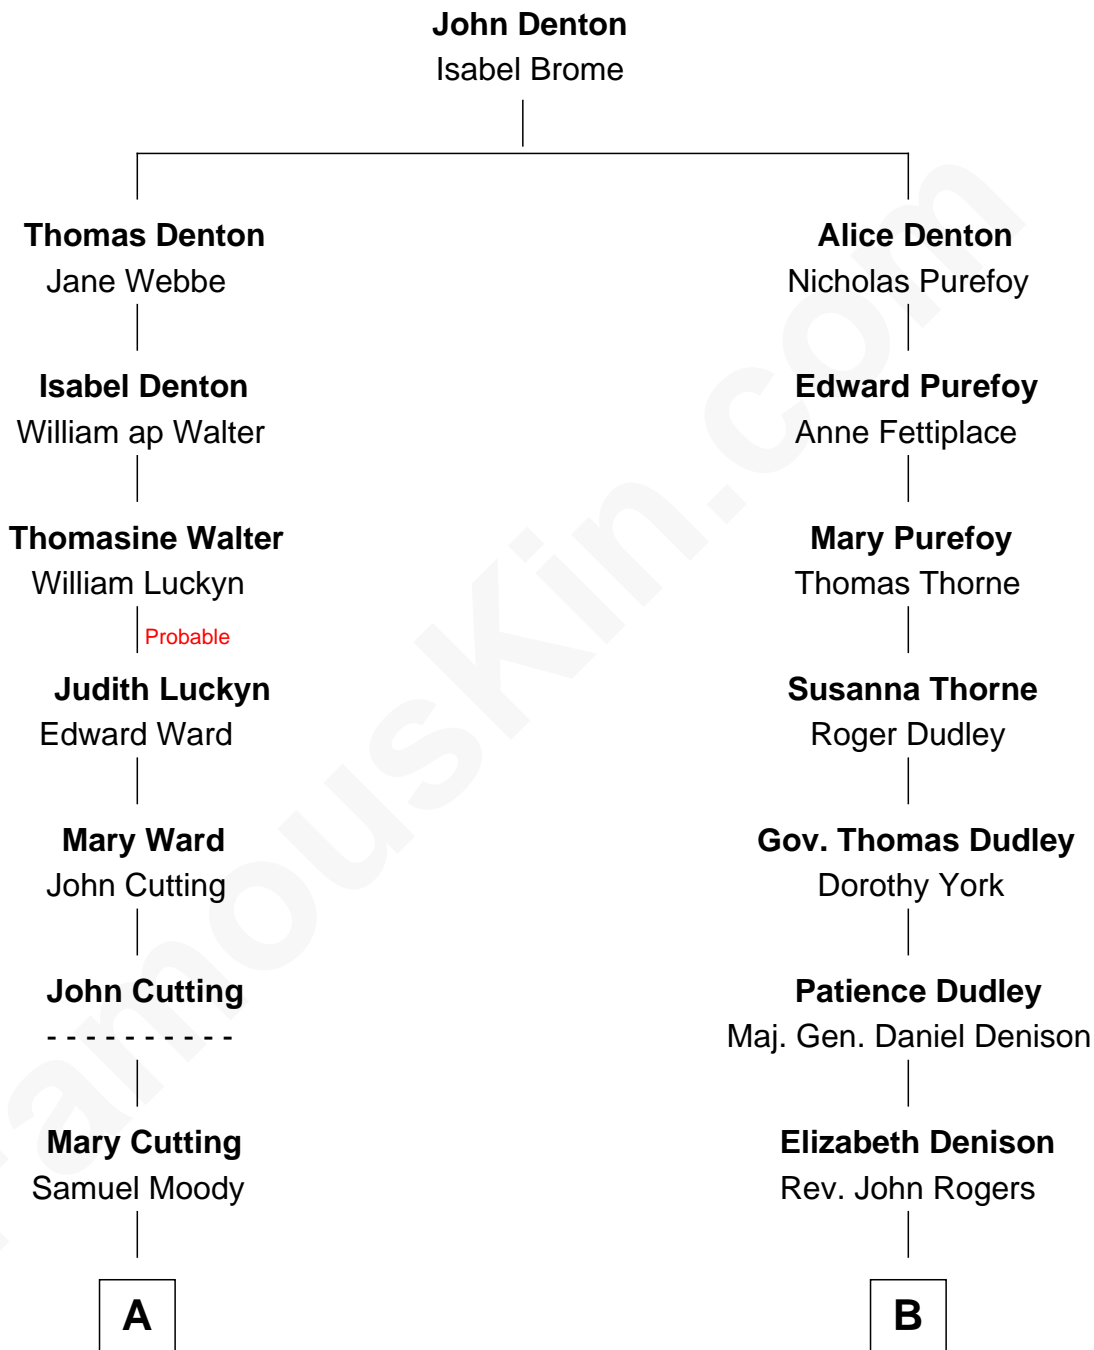 John Denton
Isabel Brome
Thomas Denton
Jane Webbe
Isabel Denton
William ap Walter
Thomasine Walter
William Luckyn
Probable
Judith Luckyn
Edward Ward
Mary Ward
John Cutting
John Cutting
- - - - - - - - - -
Mary Cutting
Samuel Moody
A
Alice Denton
Nicholas Purefoy
Edward Purefoy
Anne Fettiplace
Mary Purefoy
Thomas Thorne
Susanna Thorne
Roger Dudley
Gov. Thomas Dudley
Dorothy York
Patience Dudley
Maj. Gen. Daniel Denison
Elizabeth Denison
Rev. John Rogers
B
FamousKin.com